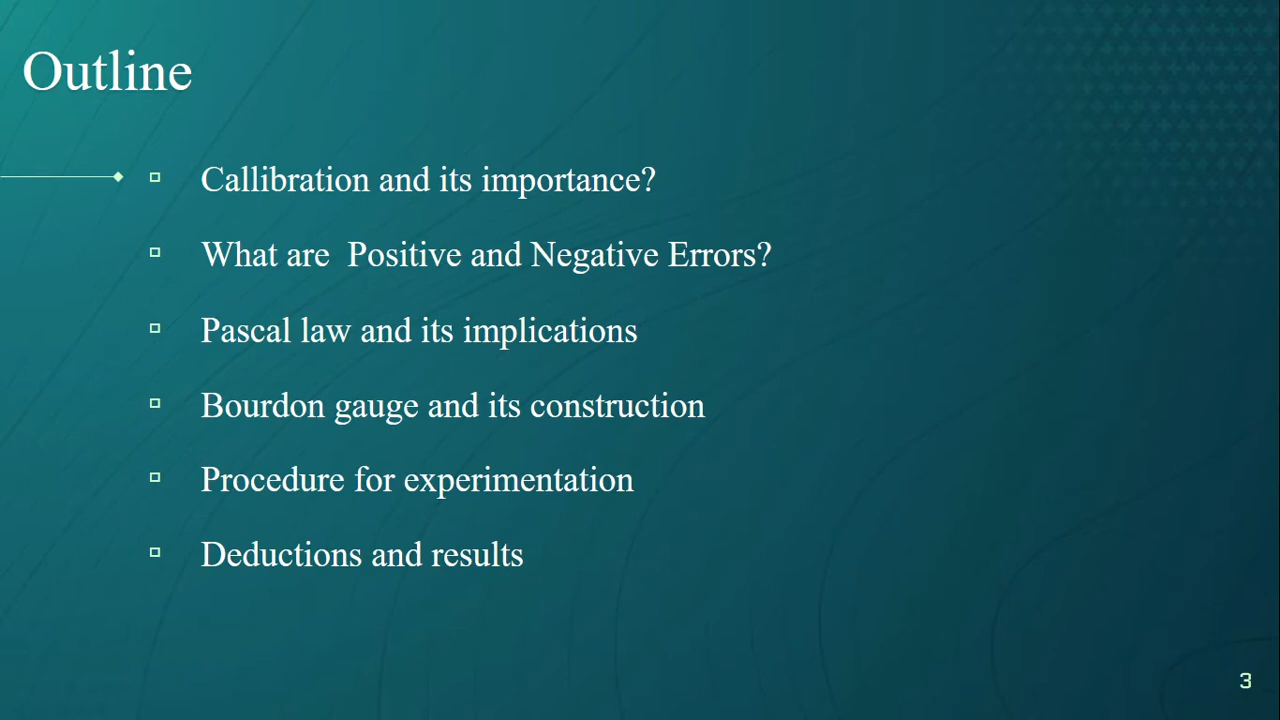 Outline
Callibration and its importance?
What are  Positive and Negative Errors?
Pascal law and its implications
Bourdon gauge and its construction
Procedure for experimentation
Deductions and results
3